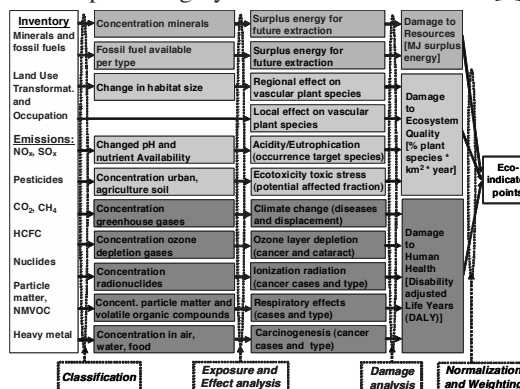 Inventory
Minerals and
fossil fuels
Land Use
Transformat.
and
Occupation
Emissions:
NOx, SOx
Pesticides
CO2, CH4
HCFC
Nuclides
Particle
matter,
NMVOC
Heavy metal
Concentration minerals
Fossil fuel available
per type
Change in habitat size
Changed pH and
nutrient Availability
Concentration urban,
agriculture soil
Concentration
greenhouse gases
Concentration ozone
depletion gases
Concentration
radionuclides
Concent. particle matter and
volatile organic compounds
Concentration in air,
water, food
Surplus energy for
future extraction
Surplus energy for
future extraction
Regional effect on
vascular plant species
Local effect on vascular
plant species
Acidity/Eutrophication
(occurrence target species)
Ecotoxicity toxic stress
(potential affected fraction)
Climate change (diseases
and displacement)
Ozone layer depletion
(cancer and cataract)
Ionization radiation
(cancer cases and type)
Respiratory effects
(cases and type)
Carcinogenesis (cancer
cases and type)
Damage to
Resources
[MJ surplus
energy]
Damage
to
Ecosystem
Quality
[% plant
species *
km2 * year]
Damage
to
Human
Health
[Disability
adjusted
Life Years
(DALY)]
Eco-
indicator
points
Classification
Exposure and
Effect analysis
Damage
analysis
Normalization
and Weighting